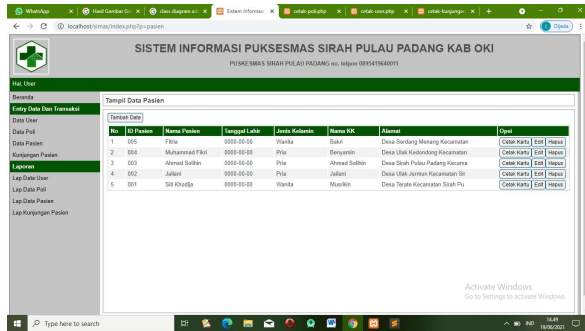 WhatsApp
Hasil Gambar Go
class diagram ad
Sistem Informasi
cetak-poli.php
cetak-user.php
cetak-kunjungan
localhost/simas/index.php?p=pasien
Dijeda
SISTEM INFORMASI PUKSESMAS SIRAH PULAU PADANG KAB OKI
PUSKESMAS SIRAH PULAU PADANG no. telpon 0895419640011
Hai, User
Beranda
Entry Data Dan Transaksi
Data User
Data Poli
Data Pasien
Kunjungan Pasien
Laporan
Lap.Data User
Lap.Data Poli
Lap.Data Pasien
Lap.Kunjungan Pasien
Tampil Data Pasien
Tambah Data
No ID Pasien Nama Pasien Tanggal Lahir Jenis Kelamin Nama KK Alamat Opsi
1 005 Fitria 0000-00-00 Wanita Bakri Desa Serdang Menang Kecamatan Cetak Kartu Edit Hapus
2 004 Muhammad Fikri 0000-00-00 Pria Benyamin Desa Ulak Kedondong Kecamatan Cetak Kartu Edit Hapus
3 003 Ahmad Solihin 0000-00-00 Pria Ahmad Solihin Desa Sirah Pulau Padang Kecama Cetak Kartu Edit Hapus
4 002 Jailani 0000-00-00 Pria Jailani Desa Ulak Jermun Kecamatan Sir Cetak Kartu Edit Hapus
5 001 Siti Khodija 0000-00-00 Wanita Musrikin Desa Terate Kecamatan Sirah Pu Cetak Kartu Edit Hapus
Activate Windows
Go to Settings to activate Windows.
Type here to search
IND
14.49
19/06/2021